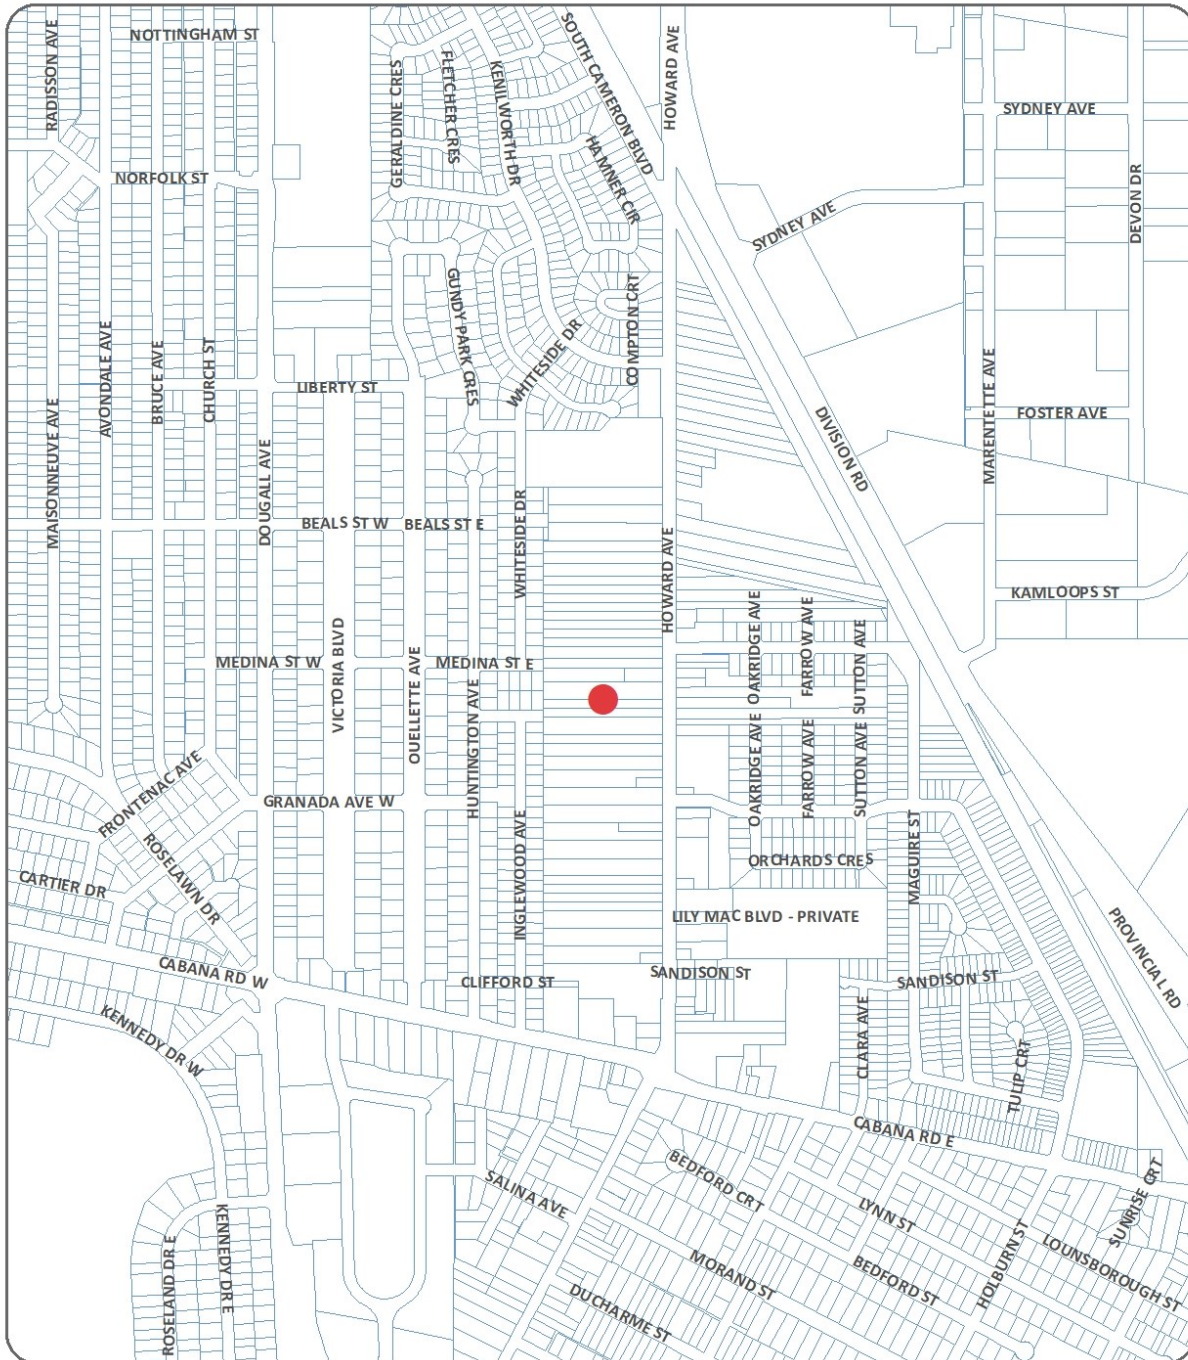 RADISSON AVE
NOTTINGHAM ST
GERALDINE CRES
FLETCHER CRES
KENILWORTH DR
SOUTH CAMERON BLVD
HOWARD AVE
SYDNEY AVE
HAMNER CIR
NORFOLK ST
SYDNEY AVE
DEVON DR
GUNDY PARK CRES
WHITESIDE DR
COMPTON CRT
AVONDALE AVE
BRUCE AVE
CHURCH ST
LIBERTY ST
MARENTETTE AVE
FOSTER AVE
DIVISION RD
MAISONNEUVE AVE
DOUGALL AVE
BEALS ST W
BEALS ST E
WHITESIDE DR
HOWARD AVE
KAMLOOPS ST
OAKRIDGE AVE
FARROW AVE
SUTTON AVE
MEDINA ST W
VICTORIA BLVD
OUELLETTE AVE
MEDINA ST E
HUNTINGTON AVE
OAKRIDGE AVE
FARROW AVE
SUTTON AVE
FRONTENAC AVE
GRANADA AVE W
INGLEWOOD AVE
MAGUIRE ST
ORCHARDS CRES
ROSELAWN DR
CARTIER DR
LILY MAC BLVD - PRIVATE
PROVINCIAL RD
CABANA RD W
CLIFFORD ST
SANDISON ST
SANDISON ST
KENNEDY DR W
CLARA AVE
TULIP CRT
CABANA RD E
SALINA AVE
BEDFORD CRT
LYNN ST
SUNRISE CRT
KENNEDY DR E
ROSELAND DR E
MORAND ST
BEDFORD ST
HOLBURN ST
LOUNSBOROUGH ST
DUCHARME ST